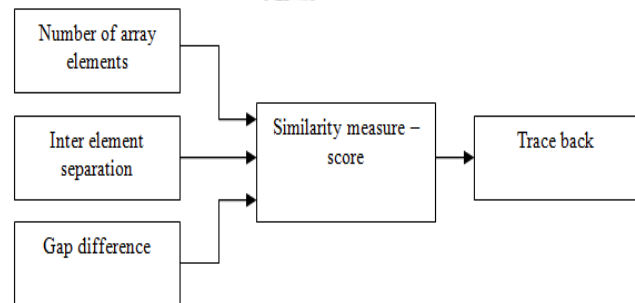 Number of array
elements
Inter element
separation
Gap difference
Similarity measure –
score
Trace back